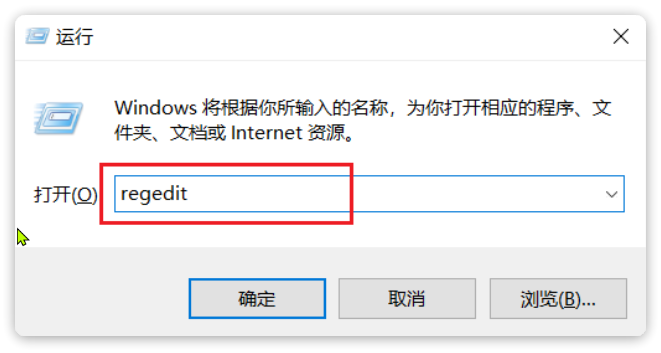 运行
Windows 将根据你所输入的名称，为你打开相应的程序、文
件夹、文档或 Internet 资源。
打开(O)
regedit
确定 取消 浏览(B)...